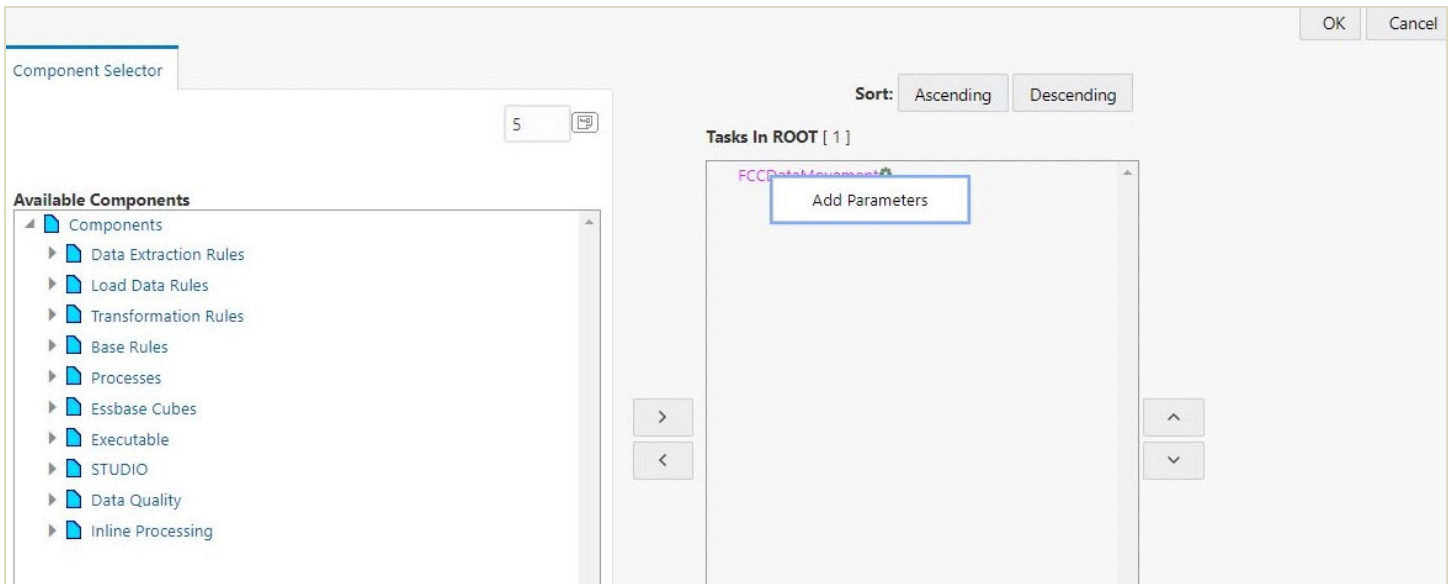 OK Cancel
Component Selector
Sort: Ascending Descending
5
Tasks In ROOT [ 1 ]
FCCDataMovement
Add Parameters
Available Components
Components
Data Extraction Rules
Load Data Rules
Transformation Rules
Base Rules
Processes
Essbase Cubes
Executable
STUDIO
Data Quality
Inline Processing